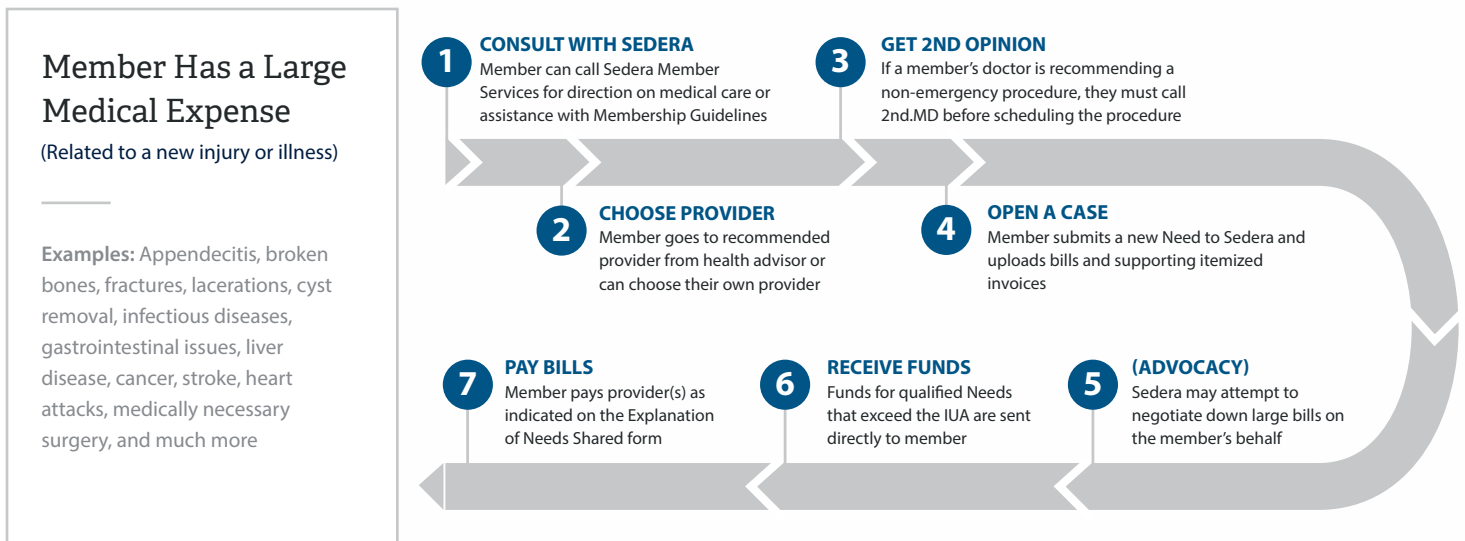 Member Has a Large
Medical Expense
(Related to a new injury or illness)
Examples: Appendecitis, broken
bones, fractures, lacerations, cyst
removal, infectious diseases,
gastrointestinal issues, liver
disease, cancer, stroke, heart
attacks, medically necessary
surgery, and much more
1
CONSULT WITH SEDERA
Member can call Sedera Member
Services for direction on medical care or
assistance with Membership Guidelines
2
CHOOSE PROVIDER
Member goes to recommended
provider from health advisor or
can choose their own provider
3
GET 2ND OPINION
If a member's doctor is recommending a
non-emergency procedure, they must call
2nd.MD before scheduling the procedure
4
OPEN A CASE
Member submits a new Need to Sedera and
uploads bills and supporting itemized
invoices
5
(ADVOCACY)
Sedera may attempt to
negotiate down large bills on
the member's behalf
6
RECEIVE FUNDS
Funds for qualified Needs
that exceed the IUA are sent
directly to member
7
PAY BILLS
Member pays provider(s) as
indicated on the Explanation
of Needs Shared form